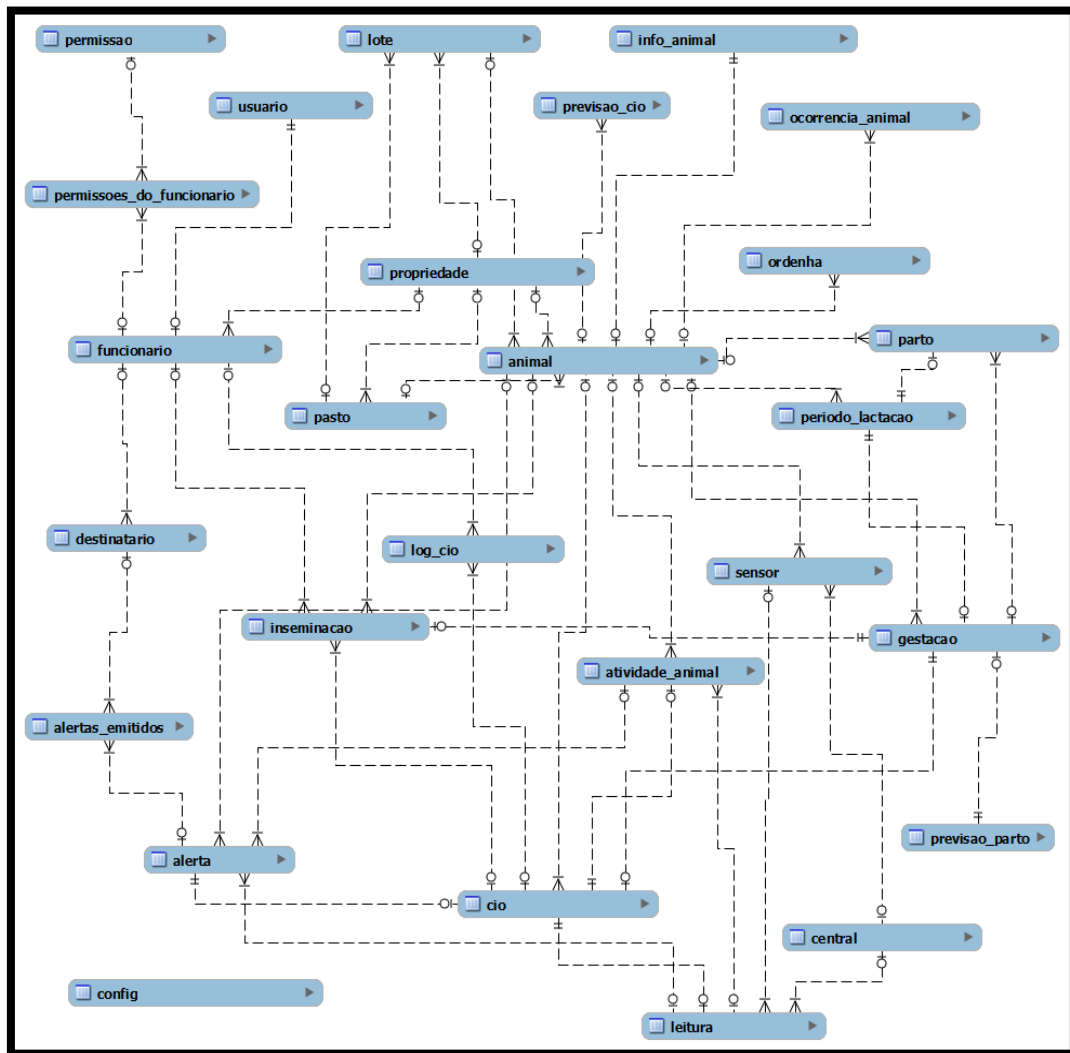 permissao
lote
info_animal
usuario
previsão_cio
ocorrencia_animal
permissoes_do_funcionario
propriedade
ordenha
funcionario
animal
parto
pasto
periodo_lactacao
destinatario
log_cio
sensor
inseminacao
gestacao
atividade_animal
alertas_emitidos
previsao_parto
alerta
cio
central
config
leitura